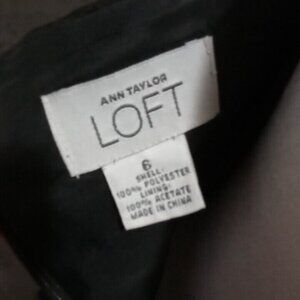 ANN TAYLOR
LOFT
6
SHELL:
100% POLYESTER
LINING:
100% ACETATE
MADE IN CHINA